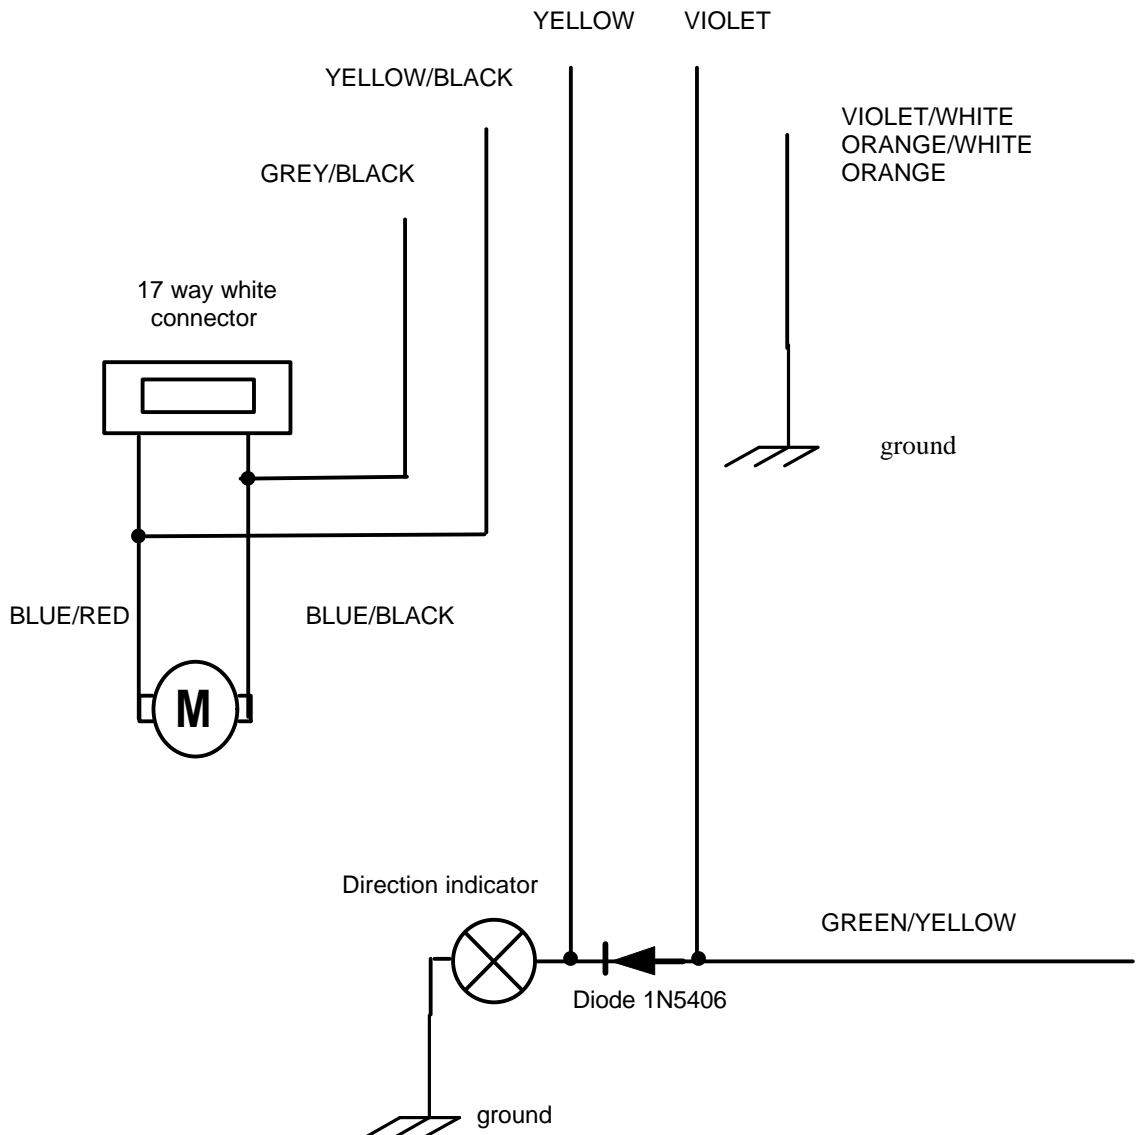 YELLOW VIOLET
YELLOW/BLACK
VIOLET/WHITE
ORANGE/WHITE
ORANGE
GREY/BLACK
17 way white
connector
ground
BLUE/RED BLUE/BLACK
M
Direction indicator
GREEN/YELLOW
Diode 1N5406
ground